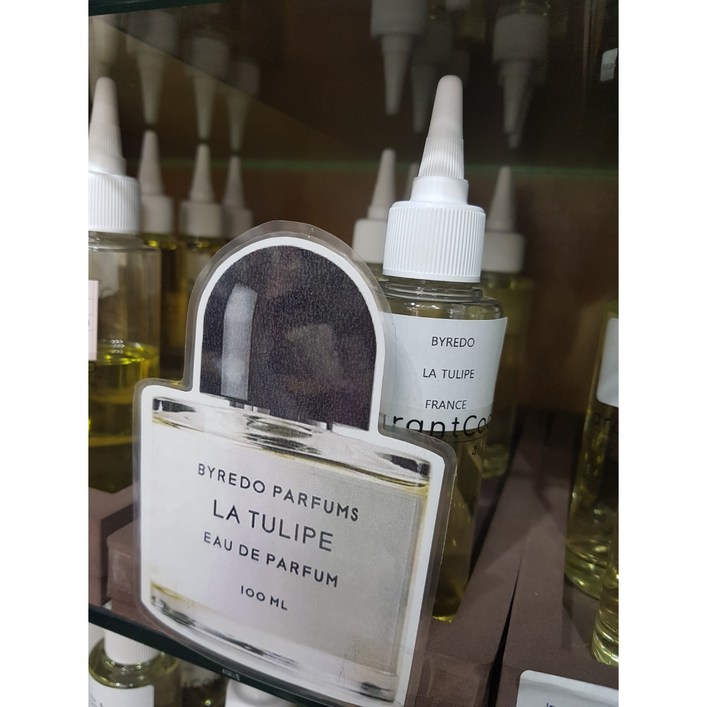 BYREDO
LA TULIPE
FRANCE
BYREDO PARFUMS
LA TULIPE
EAU DE PARFUM
100 ML